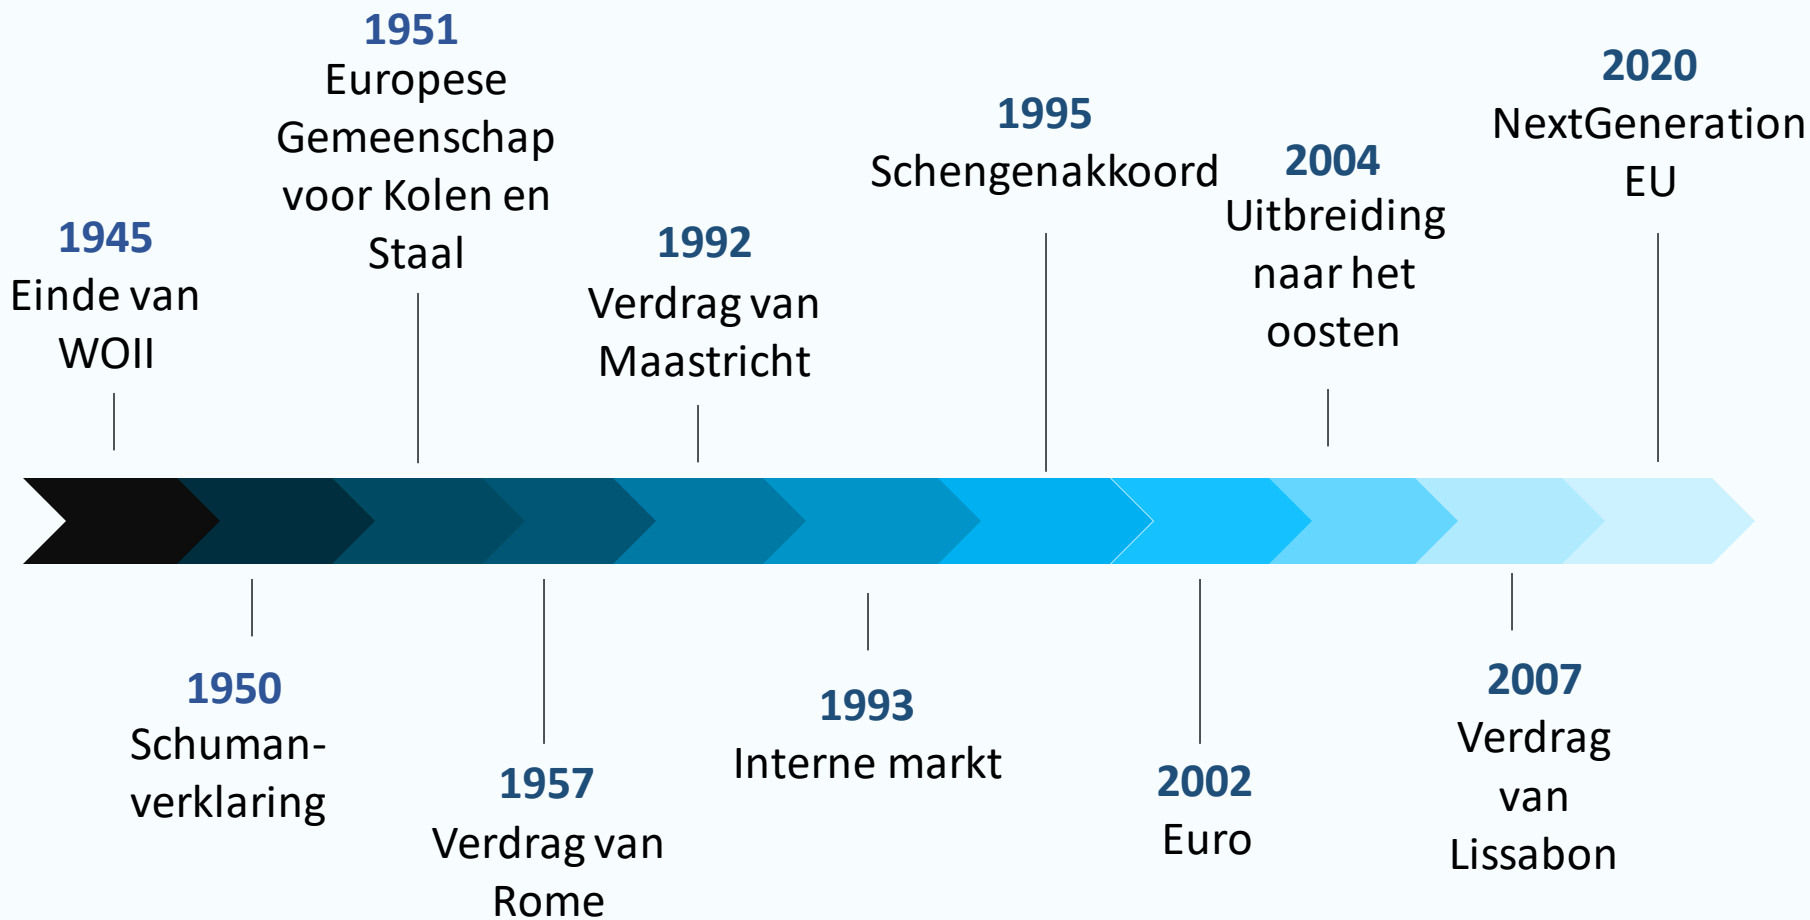 1945
Einde van
WOII
1950
Schuman-
verklaring
1951
Europese
Gemeenschap
voor Kolen en
Staal
1957
Verdrag van
Rome
1992
Verdrag van
Maastricht
1993
Interne markt
1995
Schengenakkoord
2002
Euro
2004
Uitbreiding
naar het
oosten
2007
Verdrag
van
Lissabon
2020
NextGeneration
EU